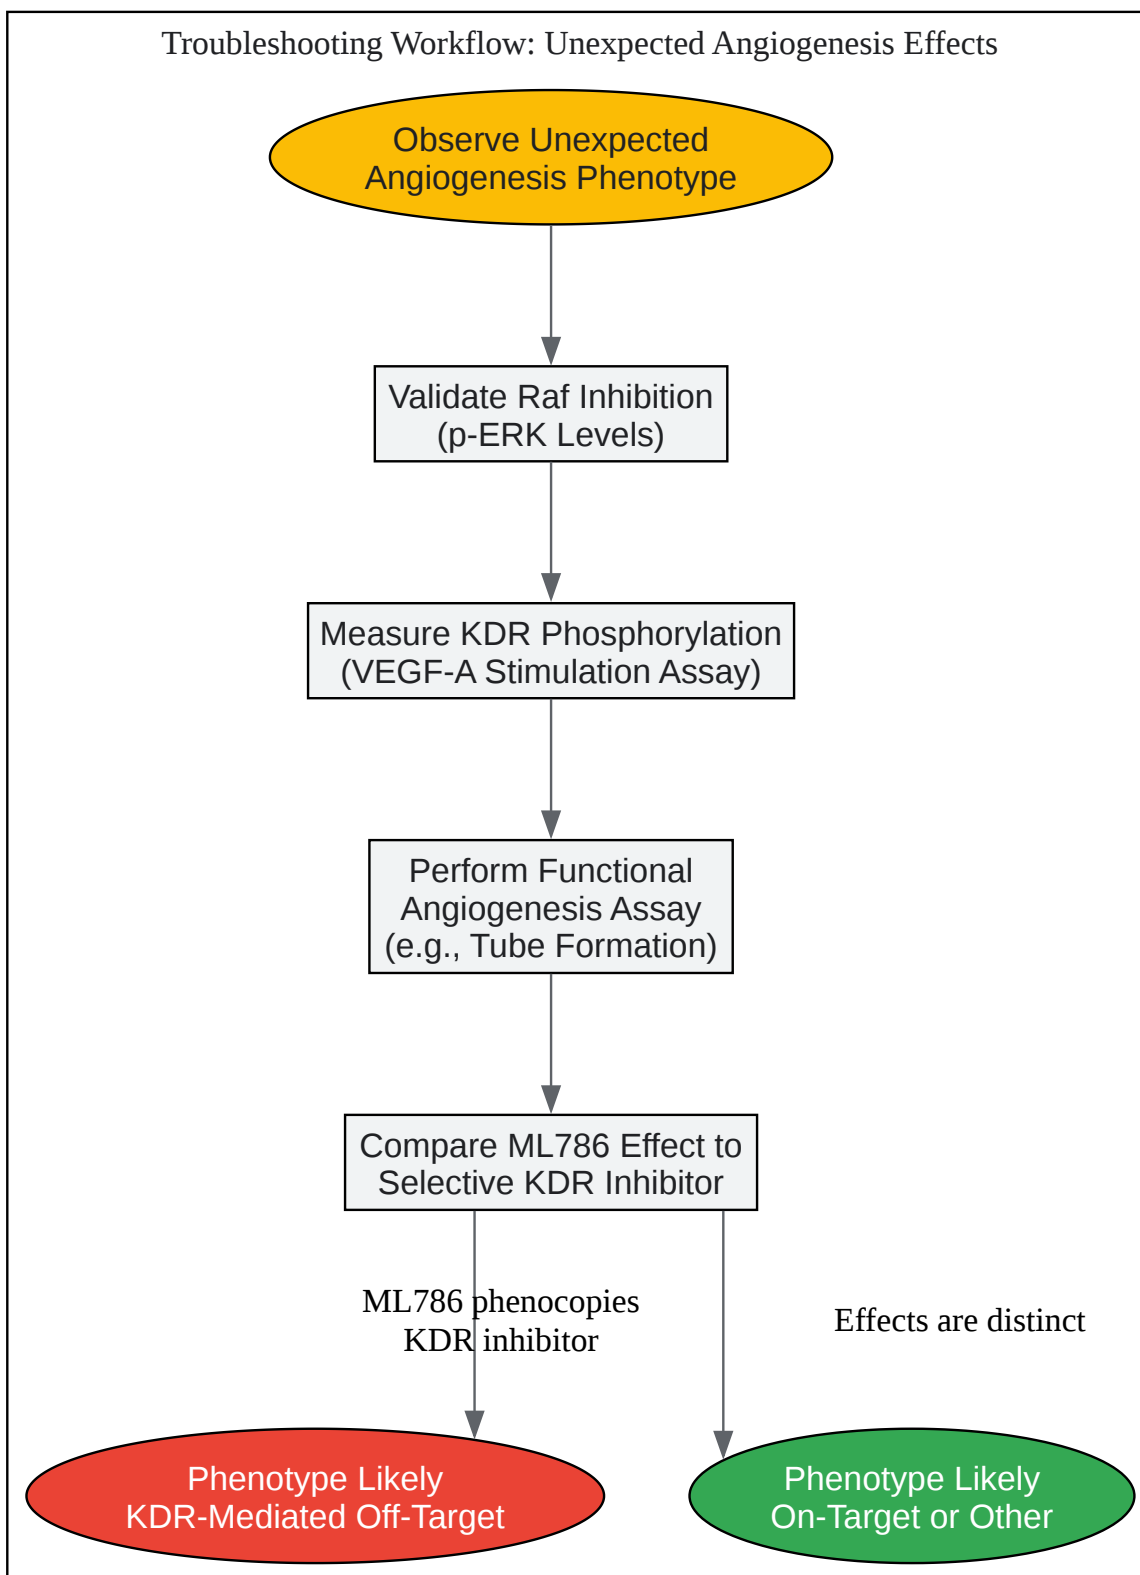 Troubleshooting Workflow: Unexpected Angiogenesis Effects
Observe Unexpected
Angiogenesis Phenotype
Validate Raf Inhibition
(p-ERK Levels)
Measure KDR Phosphorylation
(VEGF-A Stimulation Assay)
Perform Functional
Angiogenesis Assay
(e.g., Tube Formation)
Compare ML786 Effect to
Selective KDR Inhibitor
ML786 phenocopies
KDR inhibitor
Effects are distinct
Phenotype Likely
KDR-Mediated Off-Target
Phenotype Likely
On-Target or Other